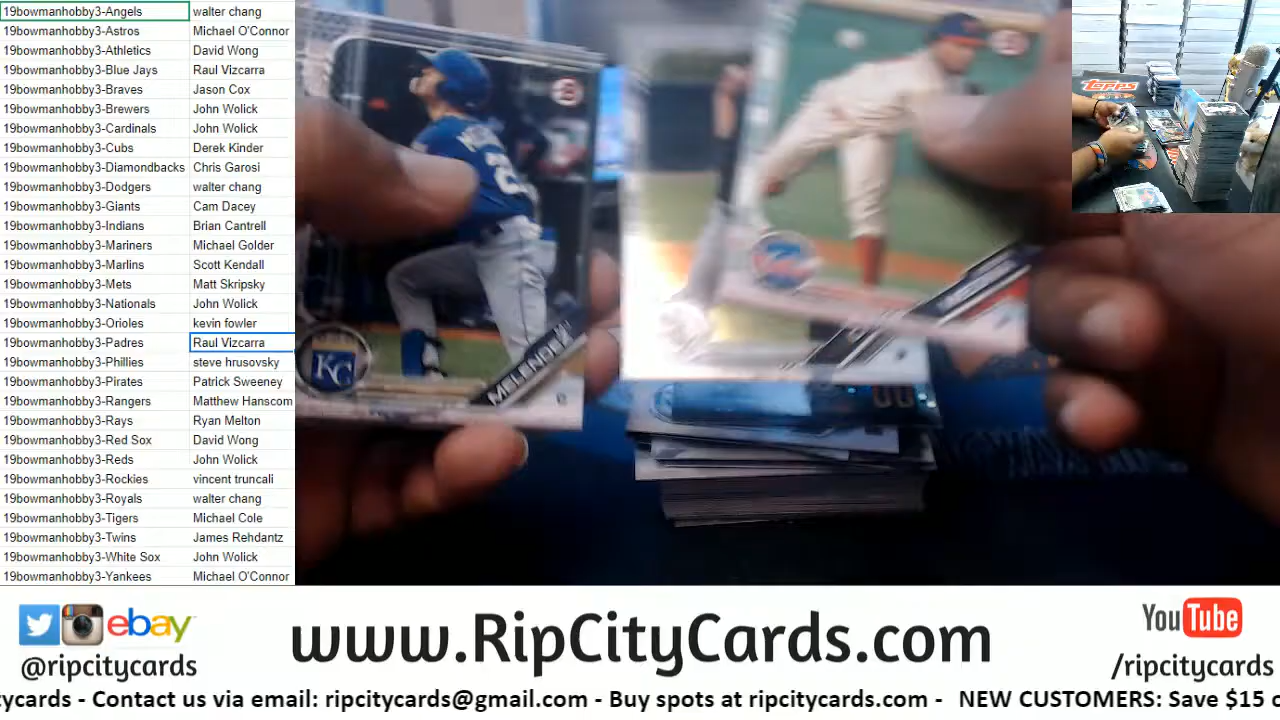 19bowmanhobby3-Angels walter chang
19bowmanhobby3-Astros Michael O'Connor
19bowmanhobby3-Athletics David Wong
19bowmanhobby3-Blue Jays Raul Vizcarra
19bowmanhobby3-Braves Jason Cox
19bowmanhobby3-Brewers John Wolick
19bowmanhobby3-Cardinals John Wolick
19bowmanhobby3-Cubs Derek Kinder
19bowmanhobby3-Diamondbacks Chris Garosi
19bowmanhobby3-Dodgers walter chang
19bowmanhobby3-Giants Cam Dacey
19bowmanhobby3-Indians Brian Cantrell
19bowmanhobby3-Mariners Michael Golder
19bowmanhobby3-Marlins Scott Kendall
19bowmanhobby3-Mets Matt Skripsky
19bowmanhobby3-Nationals John Wolick
19bowmanhobby3-Orioles kevin fowler
19bowmanhobby3-Padres Raul Vizcarra
19bowmanhobby3-Phillies steve hrusovsky
19bowmanhobby3-Pirates Patrick Sweeney
19bowmanhobby3-Rangers Matthew Hanscom
19bowmanhobby3-Rays Ryan Melton
19bowmanhobby3-Red Sox David Wong
19bowmanhobby3-Reds John Wolick
19bowmanhobby3-Rockies vincent truncali
19bowmanhobby3-Royals walter chang
19bowmanhobby3-Tigers Michael Cole
19bowmanhobby3-Twins James Rehdantz
19bowmanhobby3-White Sox John Wolick
19bowmanhobby3-Yankees Michael O'Connor
KG
MELENDEZ
Topps
ebay
@ripcitycards
www.RipCityCards.com
YouTube
/ripcitycards
tycards - Contact us via email: ripcitycards@gmail.com - Buy spots at ripcitycards.com - NEW CUSTOMERS: Save $15 o